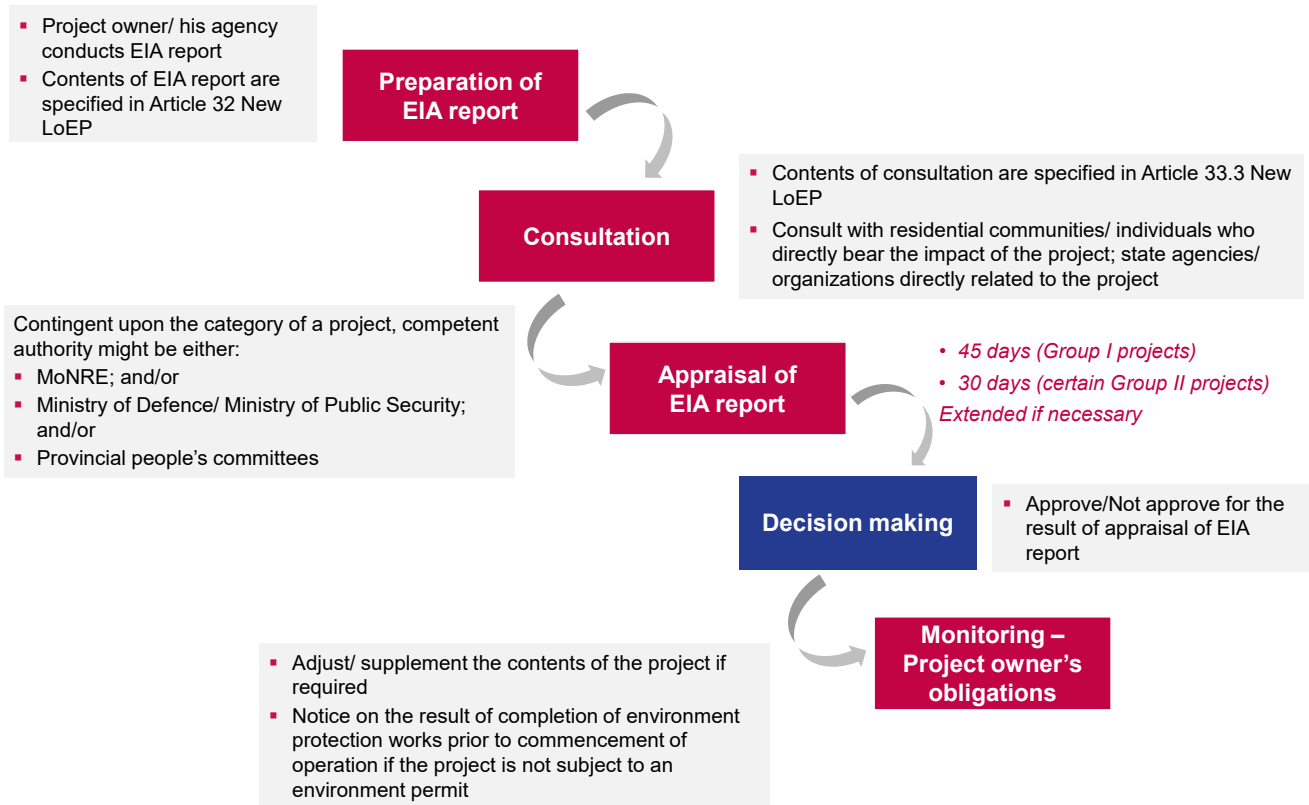 ▪ Project owner/ his agency
conducts EIA report
▪ Contents of EIA report are
specified in Article 32 New
LoEP
Preparation of
EIA report
Consultation
▪ Contents of consultation are specified in Article 33.3 New
LoEP
▪ Consult with residential communities/ individuals who
directly bear the impact of the project; state agencies/
organizations directly related to the project
Contingent upon the category of a project, competent
authority might be either:
▪ MoNRE; and/or
▪ Ministry of Defence/ Ministry of Public Security;
and/or
▪ Provincial people’s committees
Appraisal of
EIA report
• 45 days (Group I projects)
• 30 days (certain Group II projects)
Extended if necessary
Decision making
▪ Approve/Not approve for the
result of appraisal of EIA
report
Monitoring –
Project owner’s
obligations
▪ Adjust/ supplement the contents of the project if
required
▪ Notice on the result of completion of environment
protection works prior to commencement of
operation if the project is not subject to an
environment permit